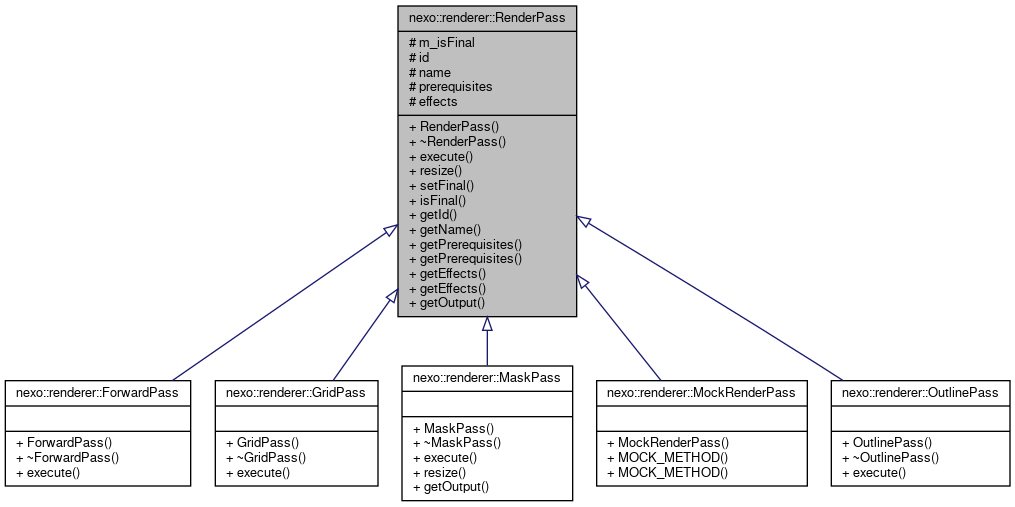 nexo::renderer::RenderPass
# m_isFinal
# id
# name
# prerequisites
# effects
+ RenderPass()
+ ~RenderPass()
+ execute()
+ resize()
+ setFinal()
+ isFinal()
+ getId()
+ getName()
+ getPrerequisites()
+ getPrerequisites()
+ getEffects()
+ getEffects()
+ getOutput()
nexo::renderer::ForwardPass
+ ForwardPass()
+ ~ForwardPass()
+ execute()
nexo::renderer::GridPass
+ GridPass()
+ ~GridPass()
+ execute()
nexo::renderer::MaskPass
+ MaskPass()
+ ~MaskPass()
+ execute()
+ resize()
+ getOutput()
nexo::renderer::MockRenderPass
+ MockRenderPass()
+ MOCK_METHOD()
+ MOCK_METHOD()
nexo::renderer::OutlinePass
+ OutlinePass()
+ ~OutlinePass()
+ execute()